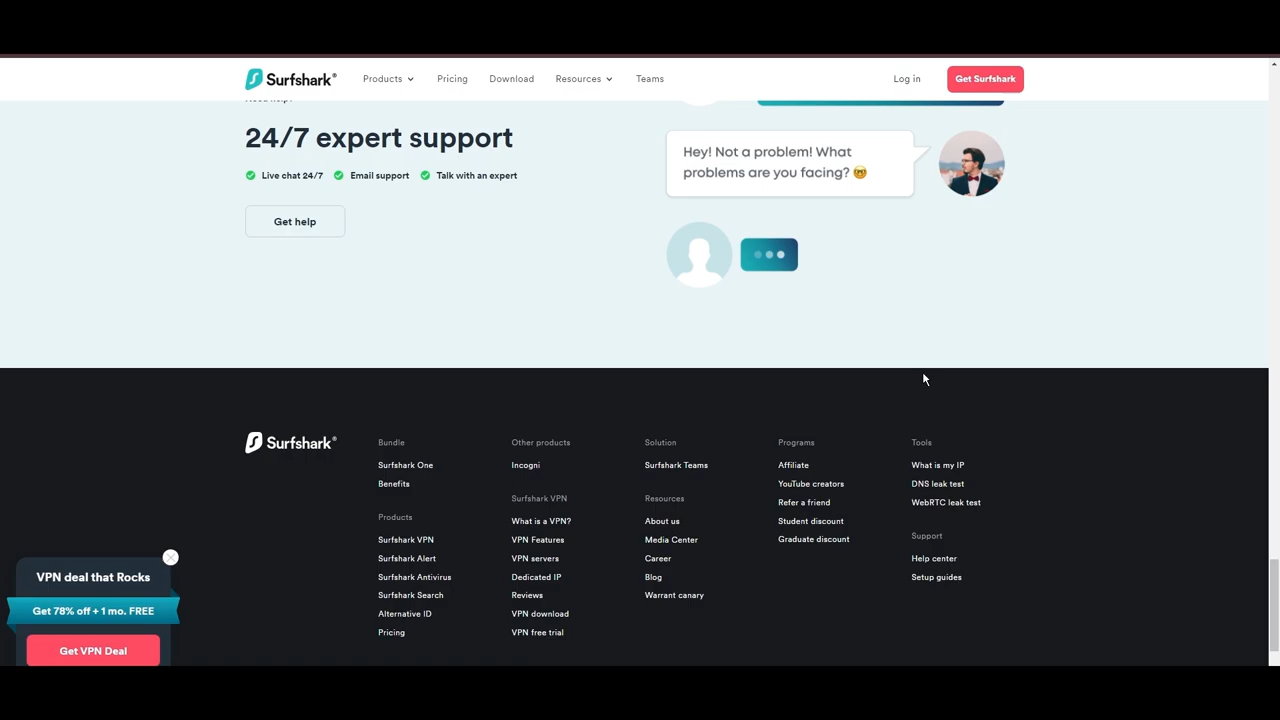 Surfshark®
Products
Pricing
Download
Resources
Teams
Log in
Get Surfshark
Need help?
24/7 expert support
Live chat 24/7
Email support
Talk with an expert
Get help
Hey! Not a problem! What
problems are you facing? 🤓
Surfshark®
Bundle
Surfshark One
Benefits
Products
Surfshark VPN
Surfshark Alert
Surfshark Antivirus
Surfshark Search
Alternative ID
Pricing
Other products
Incogni
Surfshark VPN
What is a VPN?
VPN Features
VPN servers
Dedicated IP
Reviews
VPN download
VPN free trial
Solution
Surfshark Teams
Resources
About us
Media Center
Career
Blog
Warrant canary
Programs
Affiliate
YouTube creators
Refer a friend
Student discount
Graduate discount
Tools
What is my IP
DNS leak test
WebRTC leak test
Support
Help center
Setup guides
VPN deal that Rocks
Get 78% off + 1 mo. FREE
Get VPN Deal